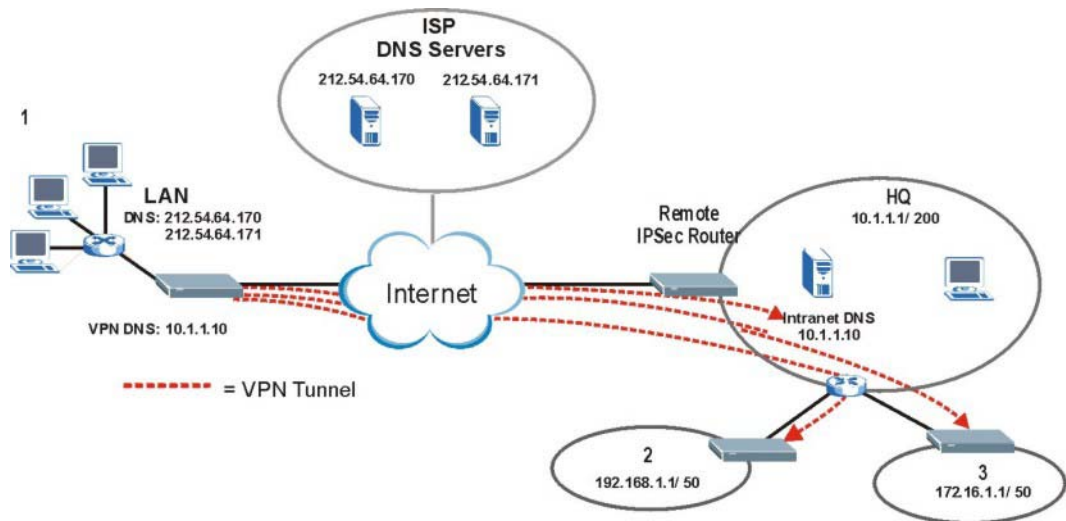 ISP
DNS Servers
212.54.64.170 212.54.64.171
1
LAN
DNS: 212.54.64.170
212.54.64.171
VPN DNS: 10.1.1.10
Internet
Remote
IPSec Router
HQ
10.1.1.1/ 200
Intranet DNS
10.1.1.10
= VPN Tunnel
2
192.168.1.1/ 50
3
172.16.1.1/ 50